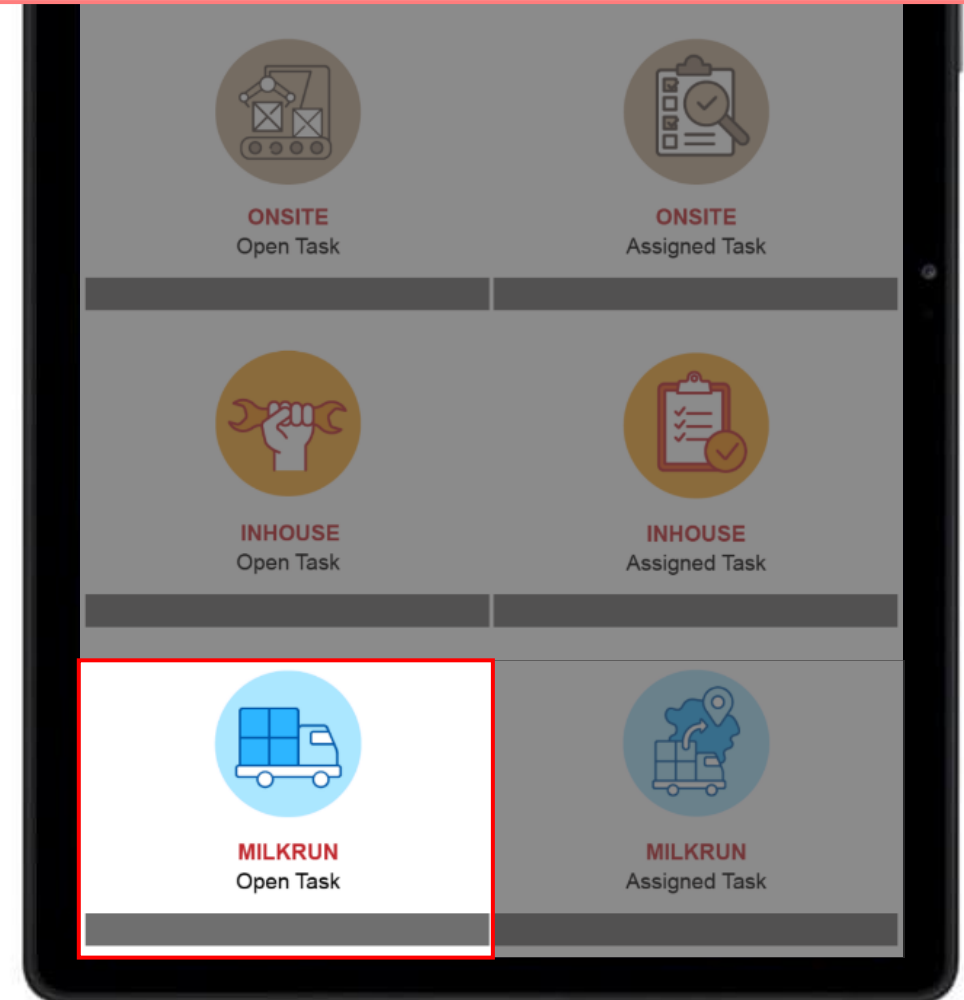 ONSITE
Open Task
ONSITE
Assigned Task
INHOUSE
Open Task
INHOUSE
Assigned Task
MILKRUN
Open Task
MILKRUN
Assigned Task